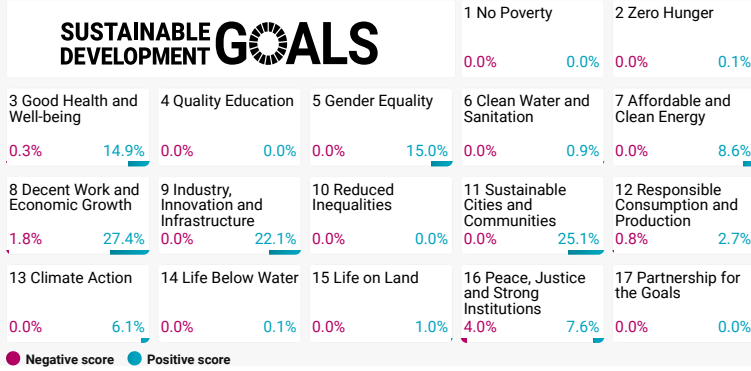 SUSTAINABLE
DEVELOPMENT
GOALS
1 No Poverty
0.0% 0.0%
2 Zero Hunger
0.0% 0.1%
3 Good Health and
Well-being
0.3% 14.9%
4 Quality Education
0.0% 0.0%
5 Gender Equality
0.0% 15.0%
6 Clean Water and
Sanitation
0.0% 0.9%
7 Affordable and
Clean Energy
0.0% 8.6%
8 Decent Work and
Economic Growth
1.8% 27.4%
9 Industry,
Innovation and
Infrastructure
0.0% 22.1%
10 Reduced
Inequalities
0.0% 0.0%
11 Sustainable
Cities and
Communities
0.0% 25.1%
12 Responsible
Consumption and
Production
0.8% 2.7%
13 Climate Action
0.0% 6.1%
14 Life Below Water
0.0% 0.1%
15 Life on Land
0.0% 1.0%
16 Peace, Justice
and Strong
Institutions
4.0% 7.6%
17 Partnership for
the Goals
0.0% 0.0%
Negative score Positive score